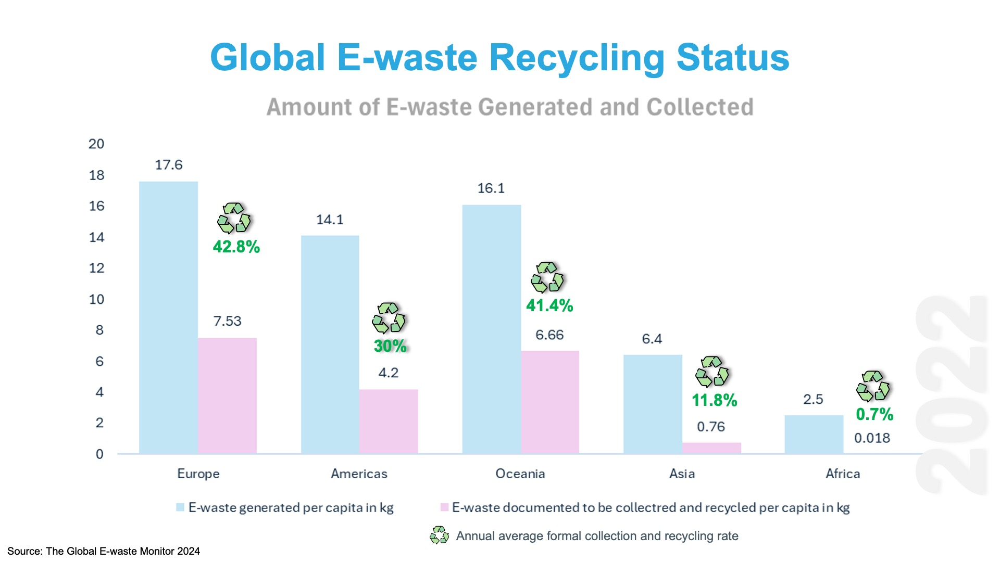 Global E-waste Recycling Status
Amount of E-waste Generated and Collected
20
18
16
14
12
10
8
6
4
2
0
17.6
42.8%
7.53
14.1
30%
4.2
16.1
41.4%
6.66
6.4
11.8%
0.76
2.5
0.7%
0.018
2022
Europe
Americas
Oceania
Asia
Africa
E-waste generated per capita in kg
E-waste documented to be collectred and recycled per capita in kg
Annual average formal collection and recycling rate
Source: The Global E-waste Monitor 2024